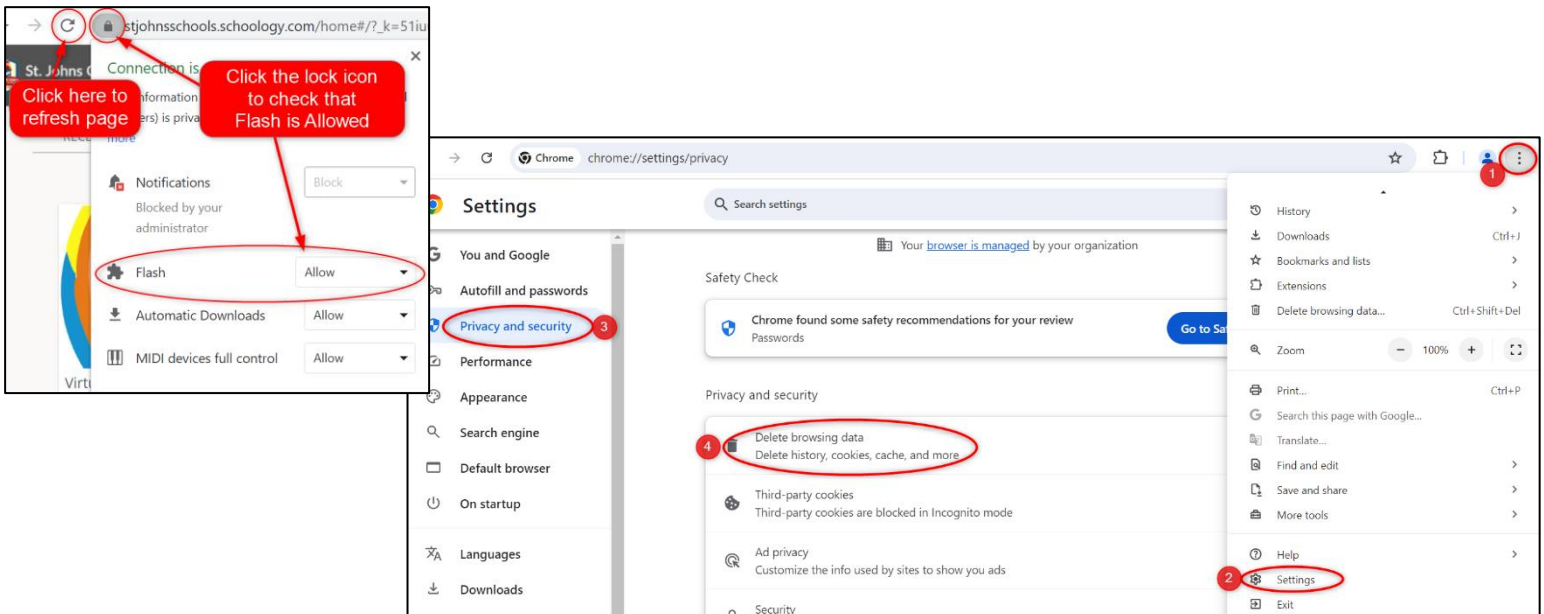 stjohnsschools.schoology.com/home#/?_k=51iu
St. Johns
Connection is
Click here to
refresh page
Click the lock icon
to check that
Flash is Allowed
nformation
ers) is priva
more
Notifications
Block
Blocked by your
administrator
Flash
Allow
Automatic Downloads
Allow
MIDI devices full control
Allow
Virtu
Chrome chrome://settings/privacy
1
Settings
Search settings
Your browser is managed by your organization
You and Google
Autofill and passwords
Privacy and security 3
Performance
Appearance
Search engine
Default browser
On startup
Languages
Downloads
Safety Check
Chrome found some safety recommendations for your review
Passwords
Go to Sa
Privacy and security
4 Delete browsing data
Delete history, cookies, cache, and more
Third-party cookies
Third-party cookies are blocked in Incognito mode
Ad privacy
Customize the info used by sites to show you ads
Security
History
Downloads Ctrl+J
Bookmarks and lists
Extensions
Delete browsing data... Ctrl+Shift+Del
Zoom − 100% +
Print... Ctrl+P
Search this page with Google...
Translate...
Find and edit
Save and share
More tools
Help
2 Settings
Exit